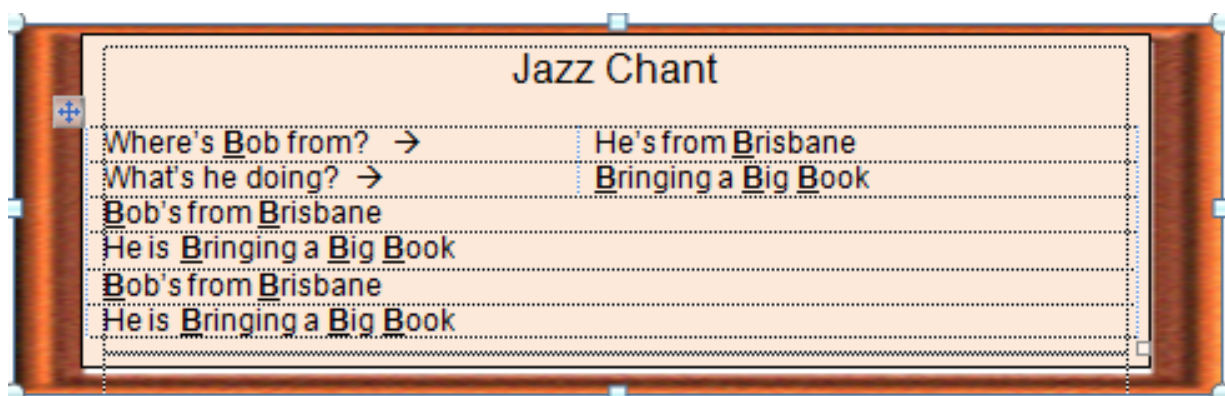 Jazz Chant
Where's Bob from? → He's from Brisbane
What's he doing? → Bringing a Big Book
Bob's from Brisbane
He is Bringing a Big Book
Bob's from Brisbane
He is Bringing a Big Book